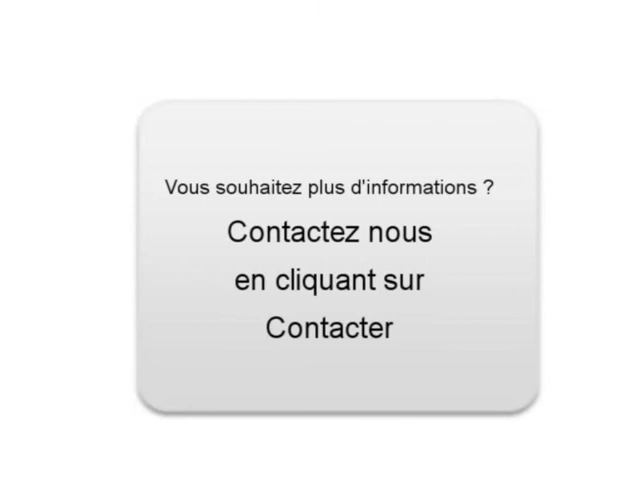 Vous souhaitez plus d'informations ?
Contactez nous
en cliquant sur
Contacter